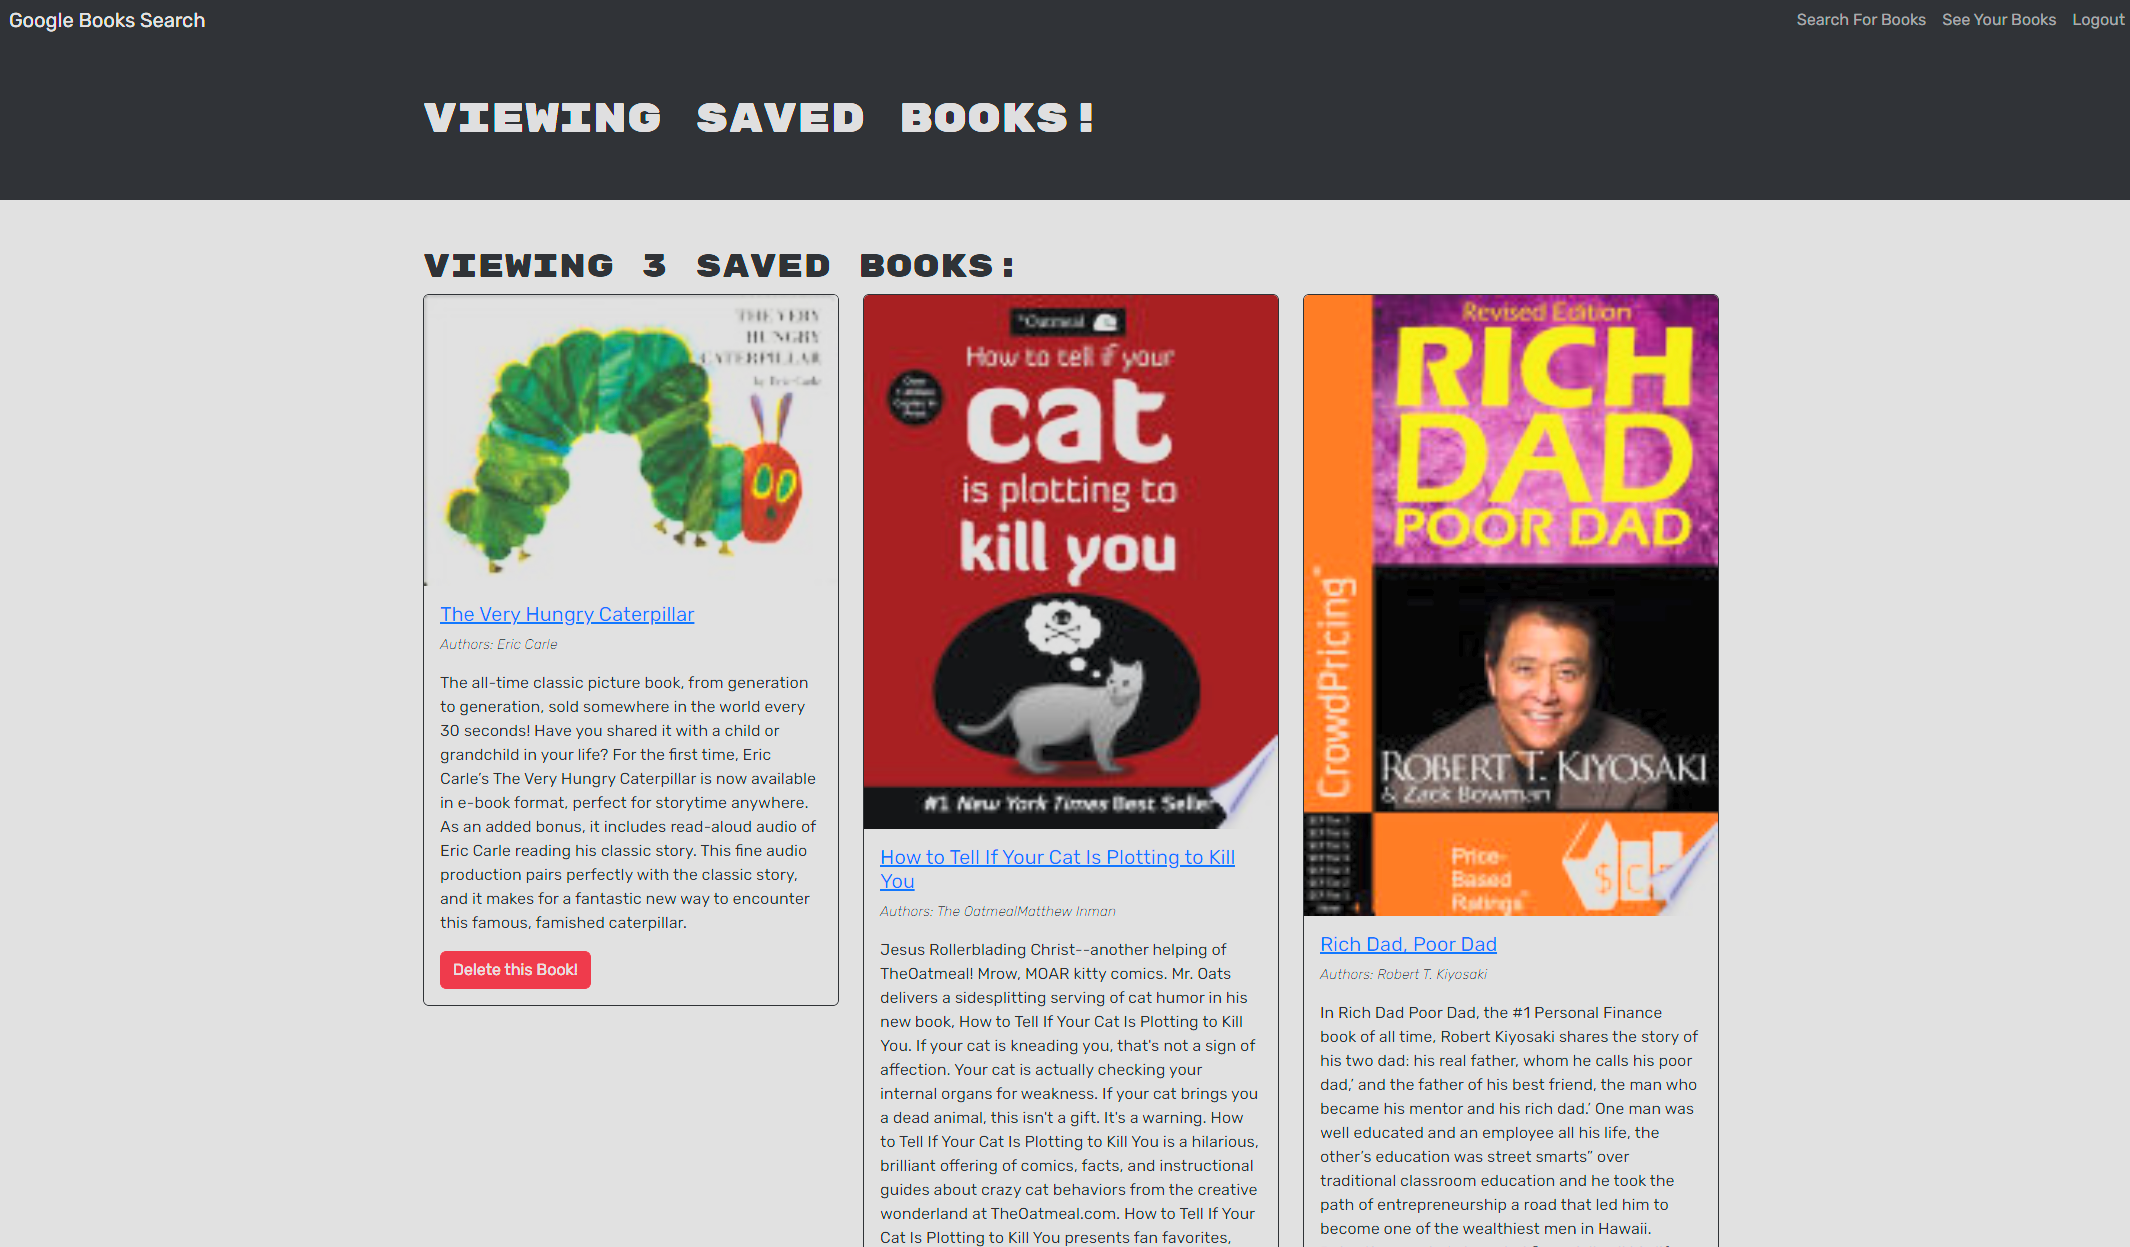 Google Books Search
Search For Books
See Your Books
Logout
VIEWING SAVED BOOKS!
VIEWING 3 SAVED BOOKS:
THE VERY
HUNGRY
CATERPILLAR
by Eric Carle
The Very Hungry Caterpillar
Authors: Eric Carle
The all-time classic picture book, from generation
to generation, sold somewhere in the world every
30 seconds! Have you shared it with a child or
grandchild in your life? For the first time, Eric
Carle’s The Very Hungry Caterpillar is now available
in e-book format, perfect for storytime anywhere.
As an added bonus, it includes read-aloud audio of
Eric Carle reading his classic story. This fine audio
production pairs perfectly with the classic story,
and it makes for a fantastic new way to encounter
this famous, famished caterpillar.
Delete this Book!
Oatmeal
How to tell if your
cat
is plotting to
kill you
#1 New York Times Best Seller
How to Tell If Your Cat Is Plotting to Kill
You
Authors: The OatmealMatthew Inman
Jesus Rollerblading Christ--another helping of
TheOatmeal! Mrow, MOAR kitty comics. Mr. Oats
delivers a sidesplitting serving of cat humor in his
new book, How to Tell If Your Cat Is Plotting to Kill
You. If your cat is kneading you, that's not a sign of
affection. Your cat is actually checking your
internal organs for weakness. If your cat brings you
a dead animal, this isn't a gift. It's a warning. How
to Tell If Your Cat Is Plotting to Kill You is a hilarious,
brilliant offering of comics, facts, and instructional
guides about crazy cat behaviors from the creative
wonderland at TheOatmeal.com. How to Tell If Your
Cat Is Plotting to Kill You presents fan favorites,
Revised Edition
RICH
DAD
POOR DAD
CrowdPricing
ROBERT T. KIYOSAKI
& Zack Bowman
Price-
Based
Ratings
Rich Dad, Poor Dad
Authors: Robert T. Kiyosaki
In Rich Dad Poor Dad, the #1 Personal Finance
book of all time, Robert Kiyosaki shares the story of
his two dad: his real father, whom he calls his poor
dad,’ and the father of his best friend, the man who
became his mentor and his rich dad.’ One man was
well educated and an employee all his life, the
other’s education was street smarts” over
traditional classroom education and he took the
path of entrepreneurship a road that led him to
become one of the wealthiest men in Hawaii.